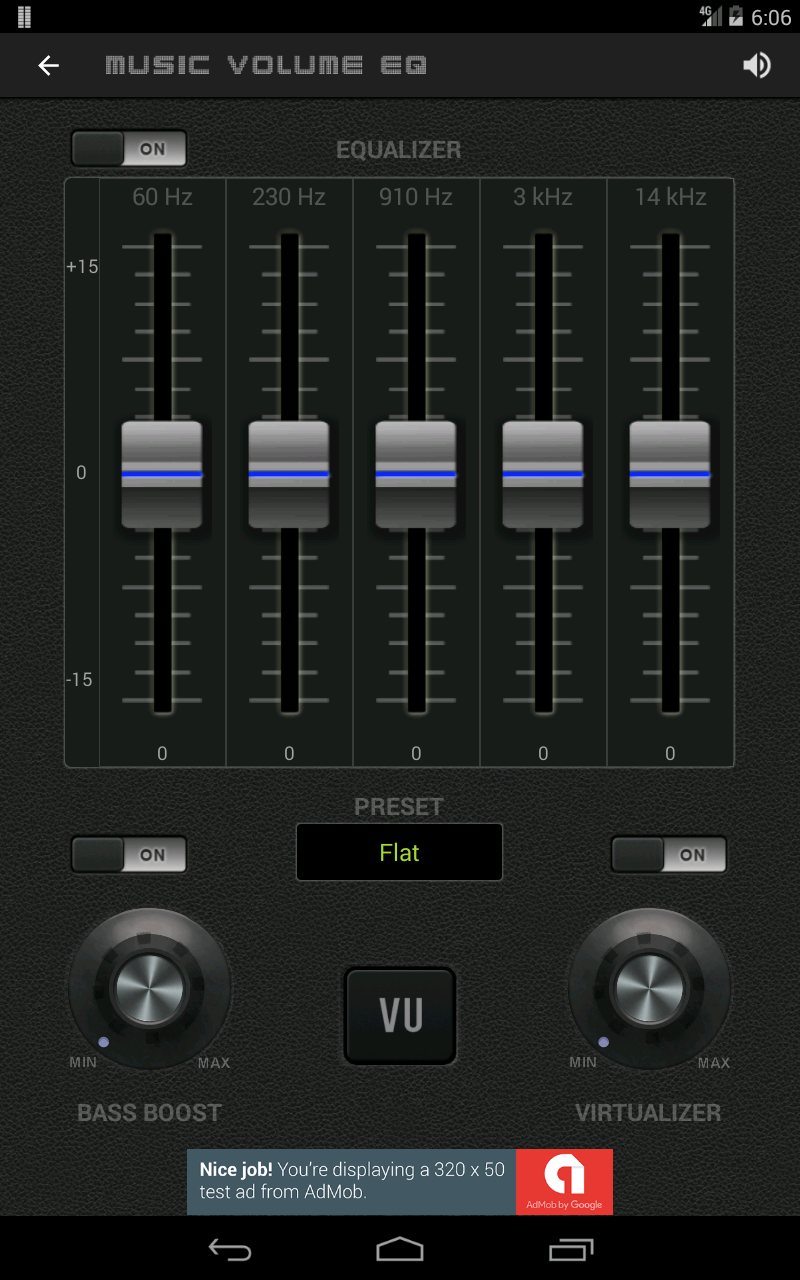 4G 6:06
MUSIC VOLUME EQ
ON
EQUALIZER
60 Hz 230 Hz 910 Hz 3 kHz 14 kHz
+15
0
-15
0 0 0 0 0
PRESET
ON Flat ON
VU
MIN MAX MIN MAX
BASS BOOST VIRTUALIZER
Nice job! You're displaying a 320 x 50
test ad from AdMob.
AdMob by Google